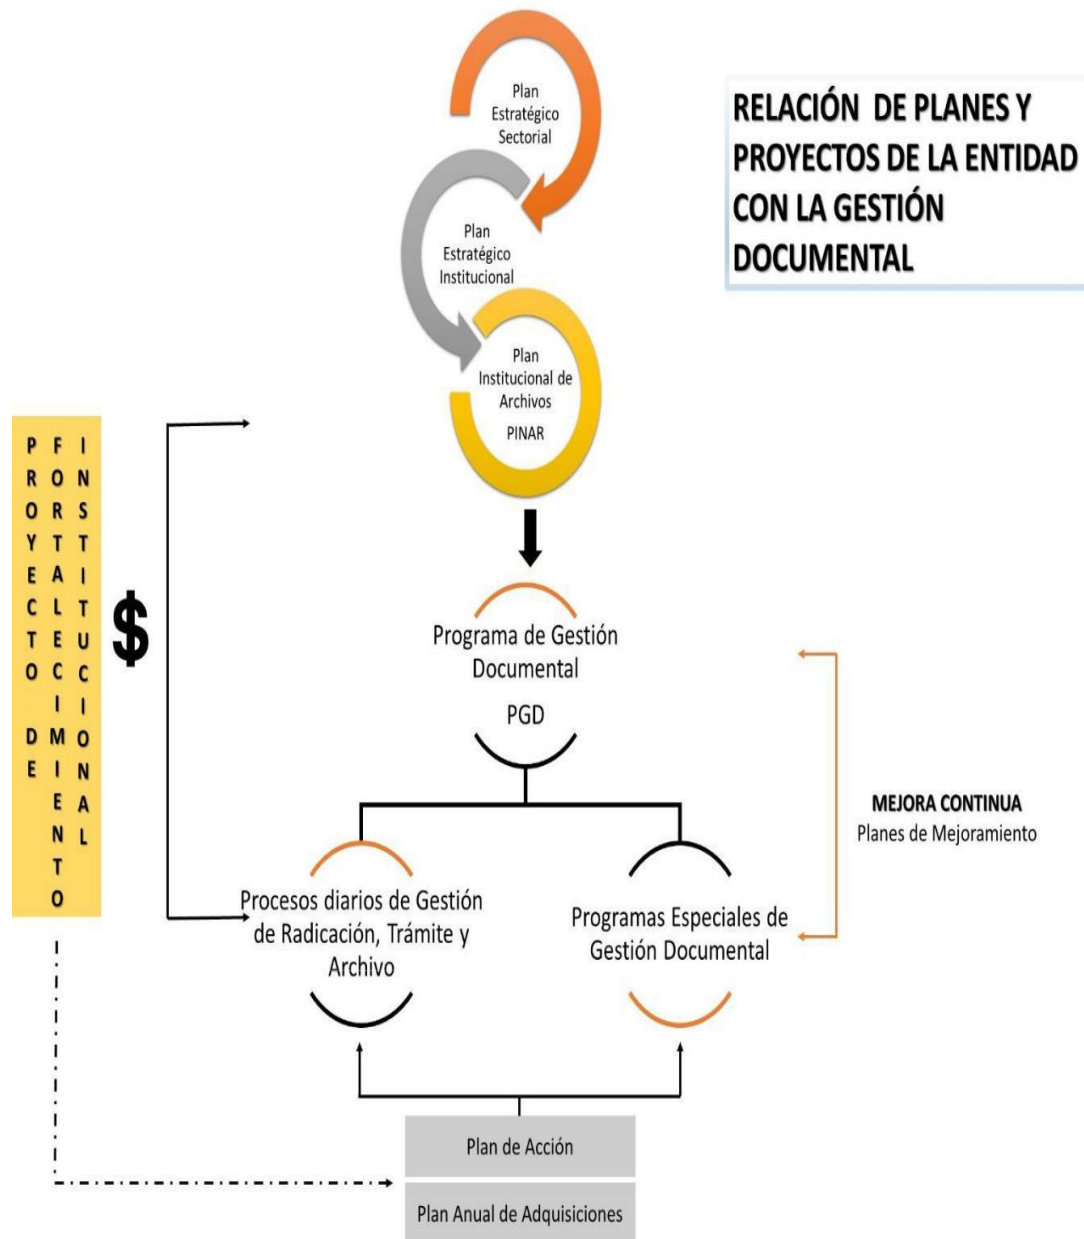 RELACIÓN DE PLANES Y
PROYECTOS DE LA ENTIDAD
CON LA GESTIÓN
DOCUMENTAL
Plan
Estratégico
Sectorial
Plan
Estratégico
Institucional
Plan
Institucional de
Archivos
PINAR
PROYECTO DE
FORTALECIMIENTO
INSTITUCIONAL
$
Programa de Gestión
Documental
PGD
MEJORA CONTINUA
Planes de Mejoramiento
Procesos diarios de Gestión
de Radicación, Trámite y
Archivo
Programas Especiales de
Gestión Documental
Plan de Acción
Plan Anual de Adquisiciones